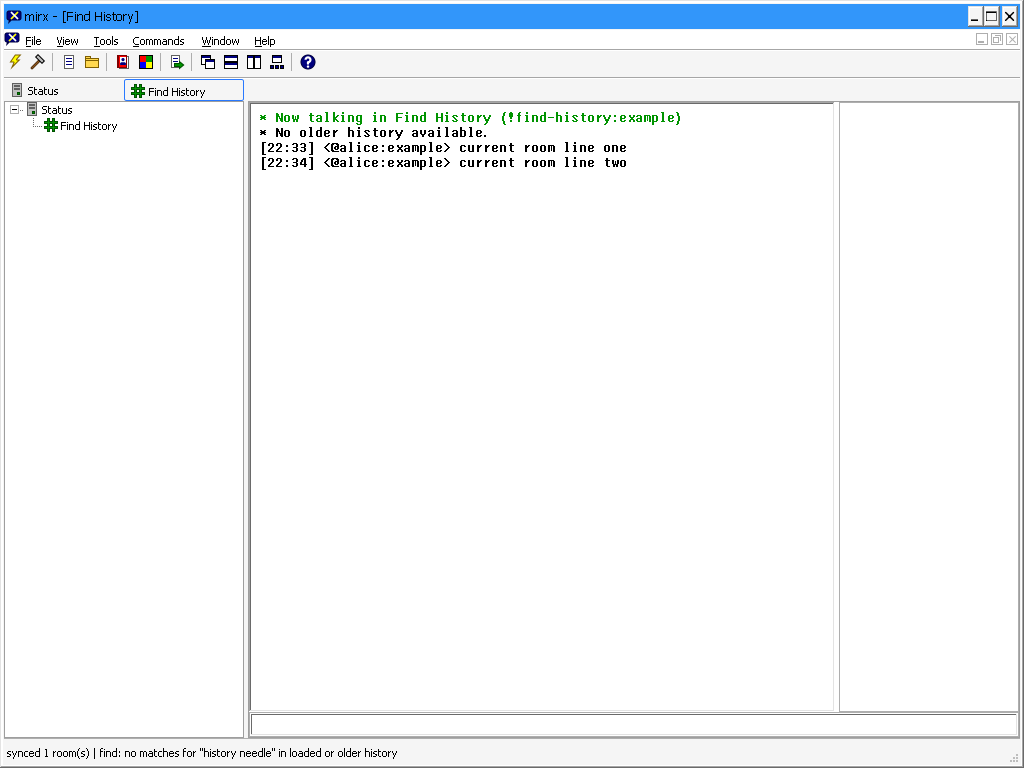 mirx - [Find History]
File View Tools Commands Window Help
Status Find History
Status
Find History
* Now talking in Find History (!find-history:example)
* No older history available.
[22:33] <@alice:example> current room line one
[22:34] <@alice:example> current room line two
synced 1 room(s) | find: no matches for "history needle" in loaded or older history